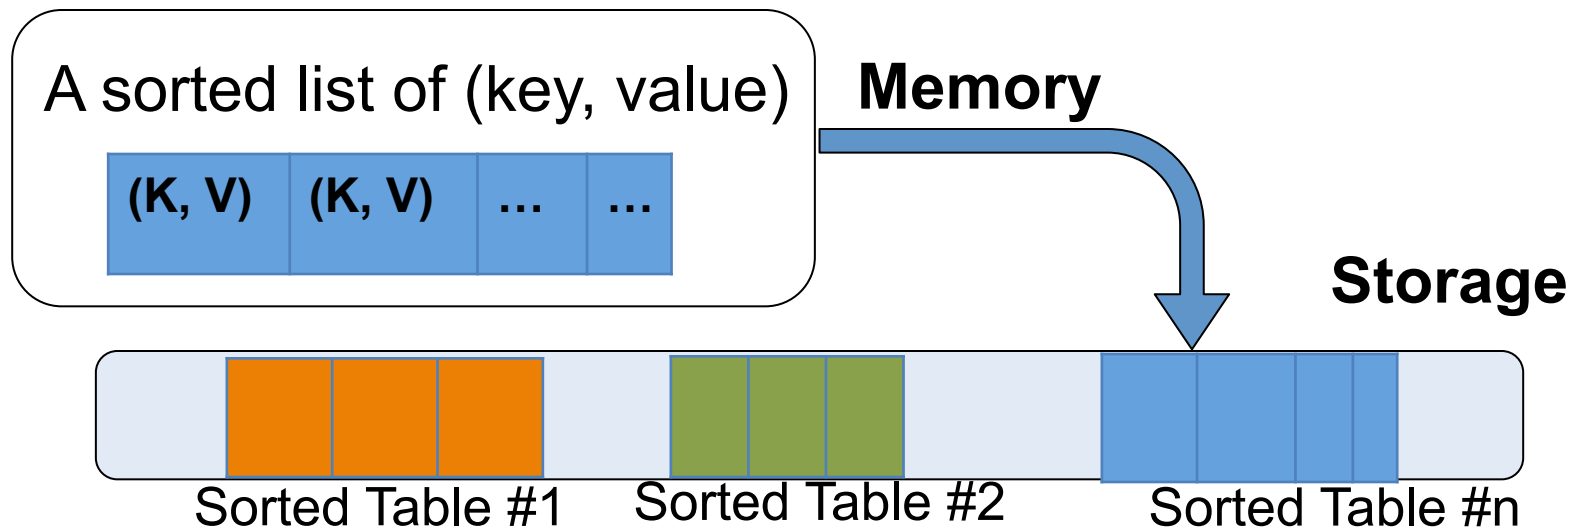 A sorted list of (key, value)
Memory
(K, V) (K, V) ... ...
Storage
Sorted Table #1 Sorted Table #2 Sorted Table #n